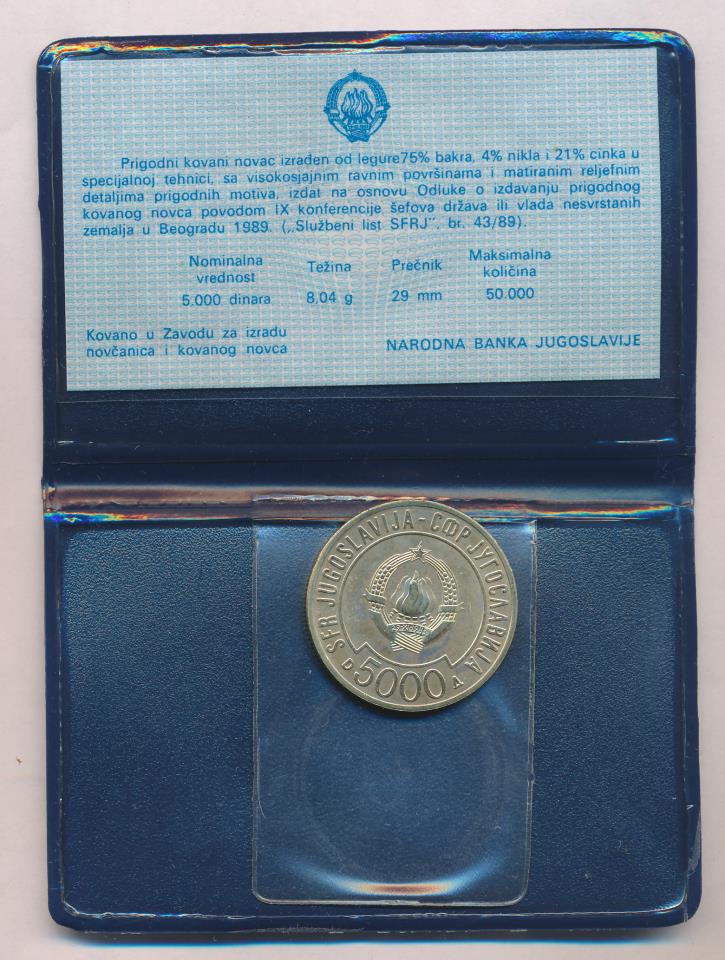 Prigodni kovani novac izrađen od legure75% bakra, 4% nikla i 21% cinka u
specijalnoj tehnici, sa visokosjajnim ravnim površinama i matiranim reljefnim
detaljima prigodnih motiva, izdat na osnovu Odluke o izdavanju prigodnog
kovanog novca povodom IX konferencije šefova država ili vlada nesvrstanih
zemalja u Beogradu 1989. („Službeni list SFRJ", br. 43/89).
Nominalna vrednost Težina Prečnik Maksimalna količina
5.000 dinara 8,04 g 29 mm 50.000
Kovano u Zavodu za izradu
novčanica i kovanog novca
NARODNA BANKA JUGOSLAVIJE
SFR JUGOSLAVIJA - СФР ЈУГОСЛАВИЈА
D 5000 Д